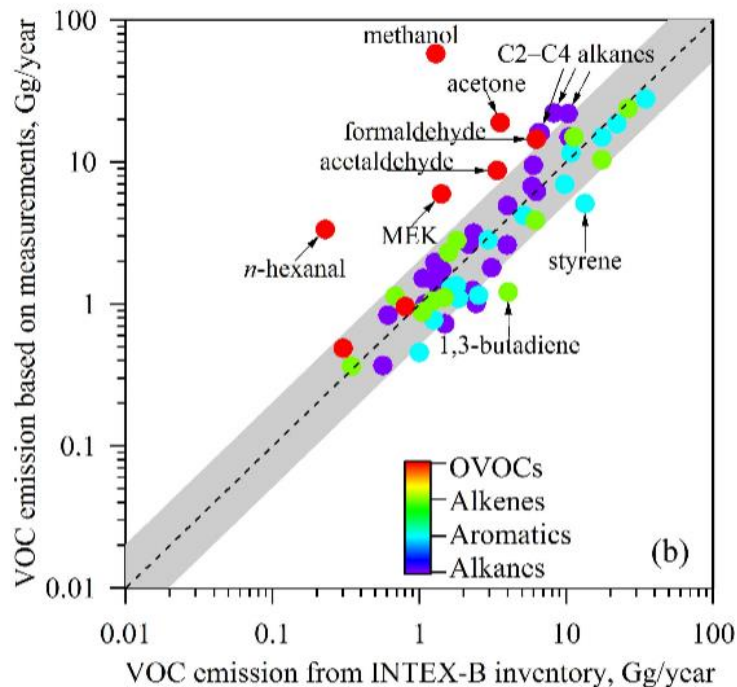 100
methanol
C2–C4 alkanes
acetone
formaldehyde
10
acetaldehyde
MEK
n-hexanal
styrene
1
1,3-butadiene
0.1
OVOCs
Alkenes
Aromatics
(b)
Alkanes
0.01
0.01 0.1 1 10 100
VOC emission from INTEX-B inventory, Gg/year
VOC emission based on measurements, Gg/year